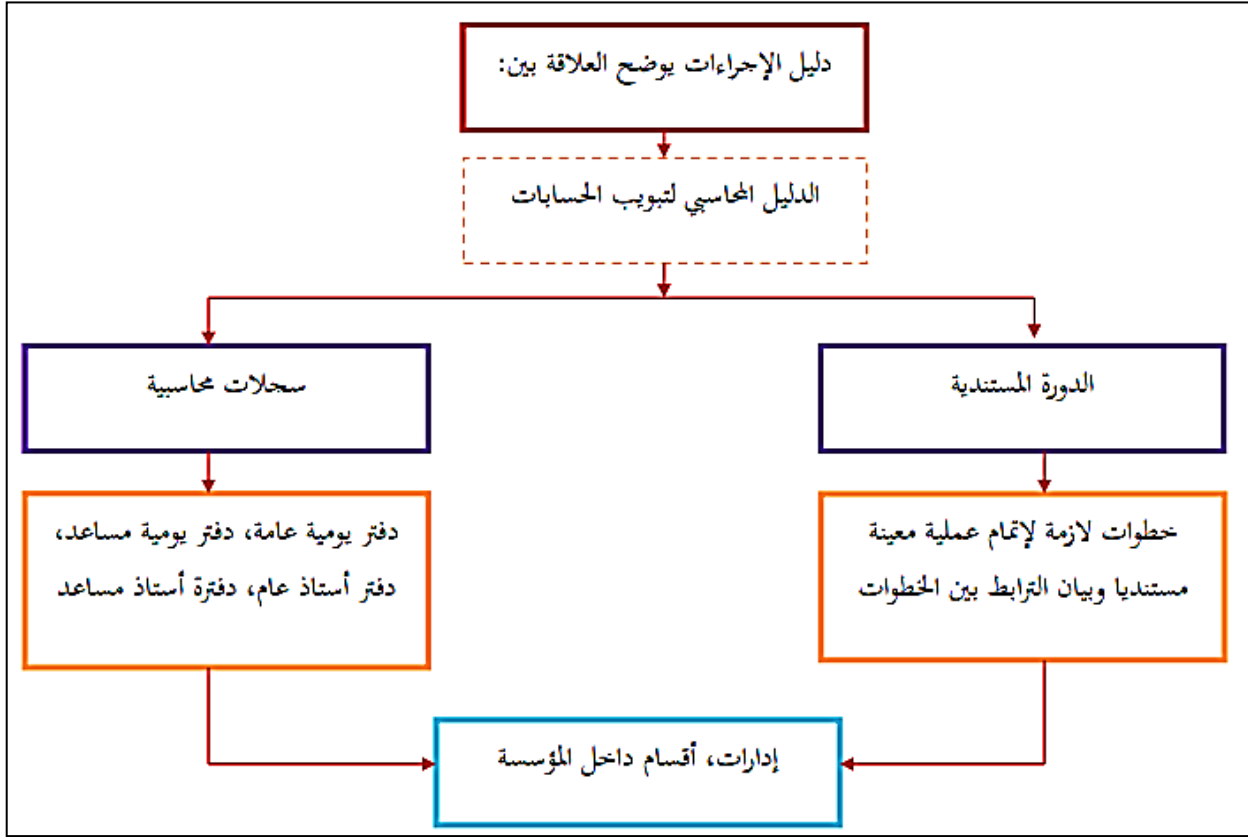 دليل الإجراءات يوضح العلاقة بين:
الدليل المحاسبي لتبويب الحسابات
الدورة المستندية
سجلات محاسبية
خطوات لازمة لإتمام عملية معينة
مستنديا وبيان الترابط بين الخطوات
دفتر يومية عامة، دفتر يومية مساعد،
دفتر أستاذ عام، دفترة أستاذ مساعد
إدارات، أقسام داخل المؤسسة